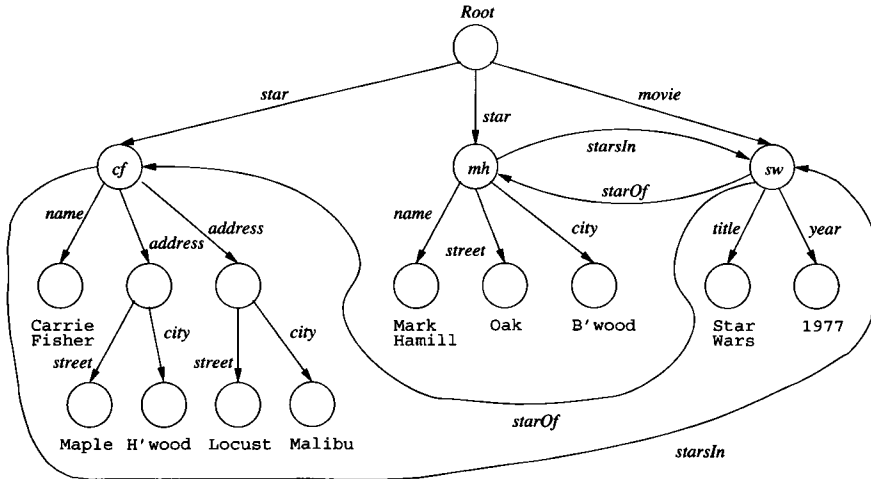 Root
star
star
movie
cf
mh
starsIn
starOf
sw
name
address
address
name
street
city
title
year
Carrie
Fisher
Mark
Hamill
Oak
B'wood
Star
Wars
1977
street
city
street
city
Maple
H'wood
Locust
Malibu
starOf
starsIn